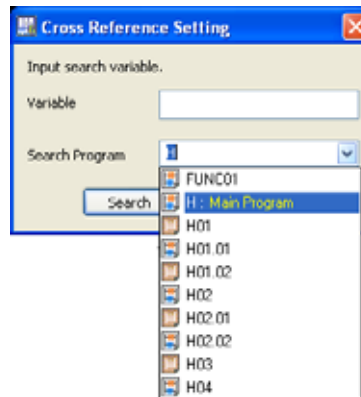 Cross Reference Setting
Input search variable.
Variable
Search Program H
Search
FUNC01
H : Main Program
H01
H01.01
H01.02
H02
H02.01
H02.02
H03
H04